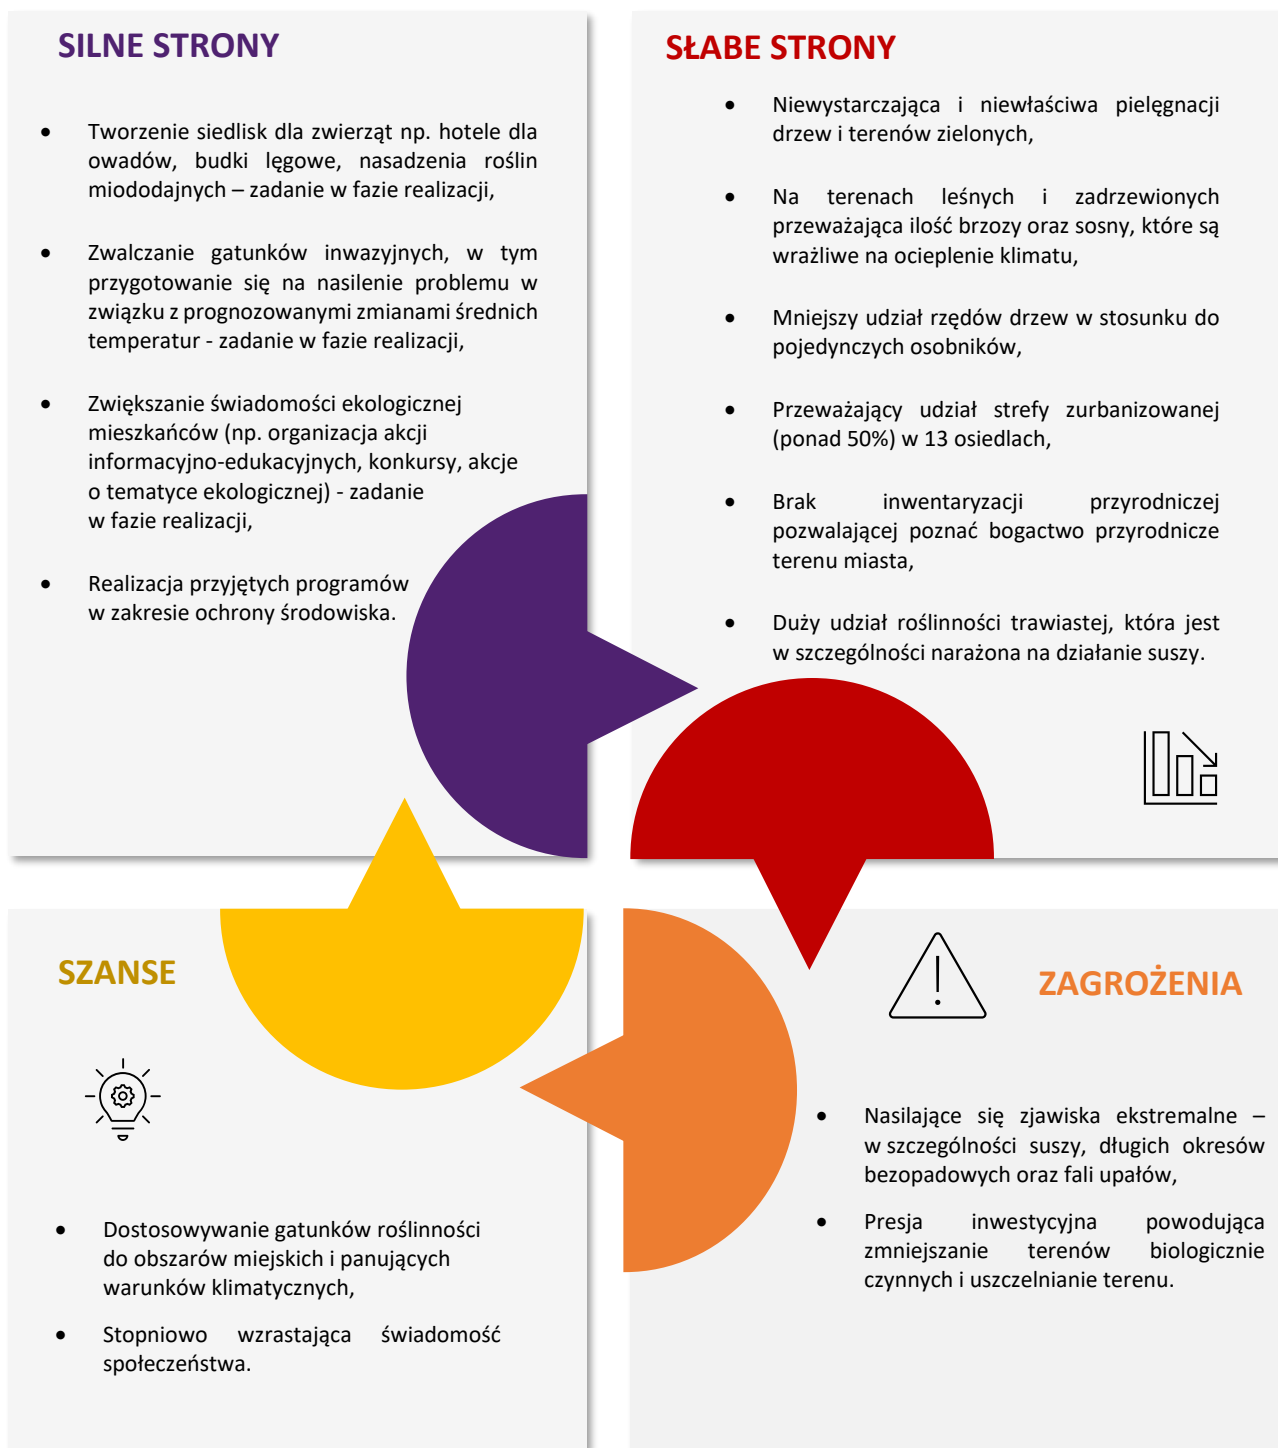 SILNE STRONY
• Tworzenie siedlisk dla zwierząt np. hotele dla
owadów, budki lęgowe, nasadzenia roślin
miododajnych – zadanie w fazie realizacji,
• Zwalczanie gatunków inwazyjnych, w tym
przygotowanie się na nasilenie problemu w
związku z prognozowanymi zmianami średnich
temperatur - zadanie w fazie realizacji,
• Zwiększanie świadomości ekologicznej
mieszkańców (np. organizacja akcji
informacyjno-edukacyjnych, konkursy, akcje
o tematyce ekologicznej) - zadanie
w fazie realizacji,
• Realizacja przyjętych programów
w zakresie ochrony środowiska.
SŁABE STRONY
• Niewystarczająca i niewłaściwa pielęgnacji
drzew i terenów zielonych,
• Na terenach leśnych i zadrzewionych
przeważająca ilość brzozy oraz sosny, które są
wrażliwe na ocieplenie klimatu,
• Mniejszy udział rzędów drzew w stosunku do
pojedynczych osobników,
• Przeważający udział strefy zurbanizowanej
(ponad 50%) w 13 osiedlach,
• Brak inwentaryzacji przyrodniczej
pozwalającej poznać bogactwo przyrodnicze
terenu miasta,
• Duży udział roślinności trawiastej, która jest
w szczególności narażona na działanie suszy.
SZANSE
• Dostosowywanie gatunków roślinności
do obszarów miejskich i panujących
warunków klimatycznych,
• Stopniowo wzrastająca świadomość
społeczeństwa.
ZAGROŻENIA
• Nasilające się zjawiska ekstremalne –
w szczególności suszy, długich okresów
bezopadowych oraz fali upałów,
• Presja inwestycyjna powodująca
zmniejszanie terenów biologicznie
czynnych i uszczelnianie terenu.